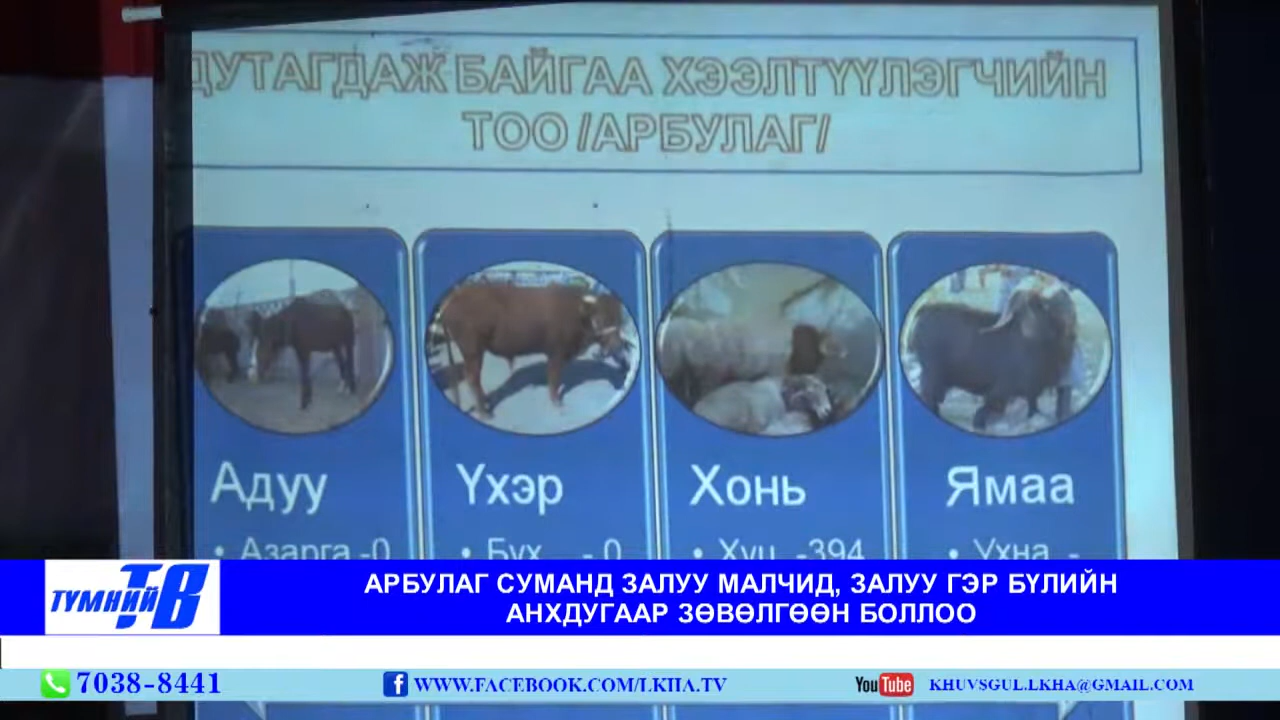 ДУТАГДАЖ БАЙГАА ХЭЭЛТҮҮЛЭГЧИЙН
ТОО /АРБУЛАГ/
Адуу
Үхэр
Хонь
Ямаа
• Азарга -0
• Бух - 0
• Хуц -394
• Ухна -
ТҮМНИЙ ТВ
АРБУЛАГ СУМАНД ЗАЛУУ МАЛЧИД, ЗАЛУУ ГЭР БҮЛИЙН
АНХДУГААР ЗӨВӨЛГӨӨН БОЛЛОО
7038-8441
WWW.FACEBOOK.COM/LKHA.TV
YouTube
KHUVSGUL.LKHA@GMAIL.COM